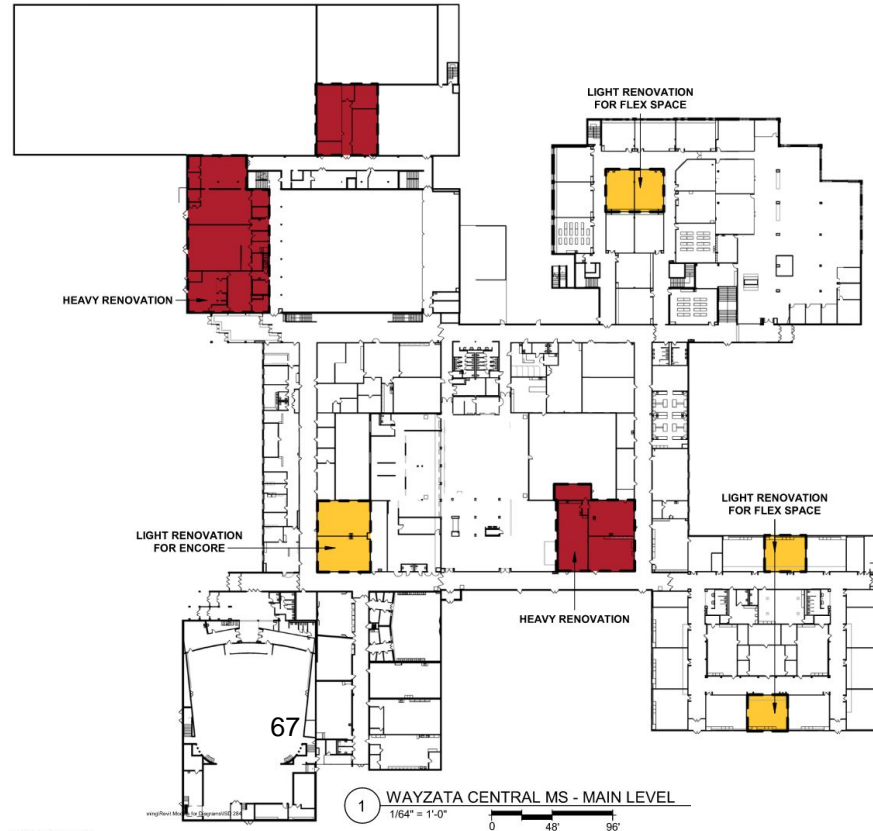 LIGHT RENOVATION
FOR FLEX SPACE
HEAVY RENOVATION
LIGHT RENOVATION
FOR FLEX SPACE
LIGHT RENOVATION
FOR ENCORE
HEAVY RENOVATION
67
1
WAYZATA CENTRAL MS - MAIN LEVEL
1/64" = 1'-0"
0 48' 96'